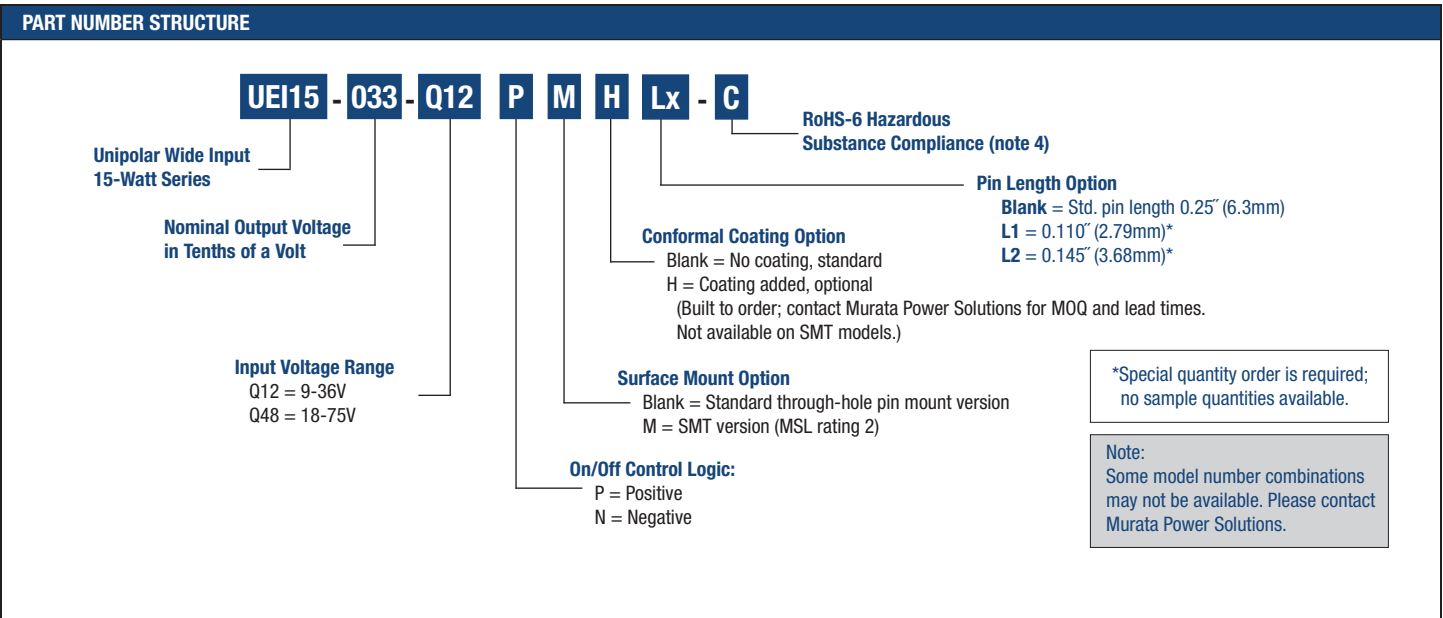 PART NUMBER STRUCTURE
UEI15 - 033 - Q12 P M H Lx - C
RoHS-6 Hazardous
Substance Compliance (note 4)
Unipolar Wide Input
15-Watt Series
Pin Length Option
Blank = Std. pin length 0.25˝ (6.3mm)
L1 = 0.110˝ (2.79mm)*
L2 = 0.145˝ (3.68mm)*
Nominal Output Voltage
in Tenths of a Volt
Conformal Coating Option
Blank = No coating, standard
H = Coating added, optional
(Built to order; contact Murata Power Solutions for MOQ and lead times.
Not available on SMT models.)
Input Voltage Range
Q12 = 9-36V
Q48 = 18-75V
Surface Mount Option
Blank = Standard through-hole pin mount version
M = SMT version (MSL rating 2)
*Special quantity order is required;
no sample quantities available.
On/Off Control Logic:
P = Positive
N = Negative
Note:
Some model number combinations
may not be available. Please contact
Murata Power Solutions.